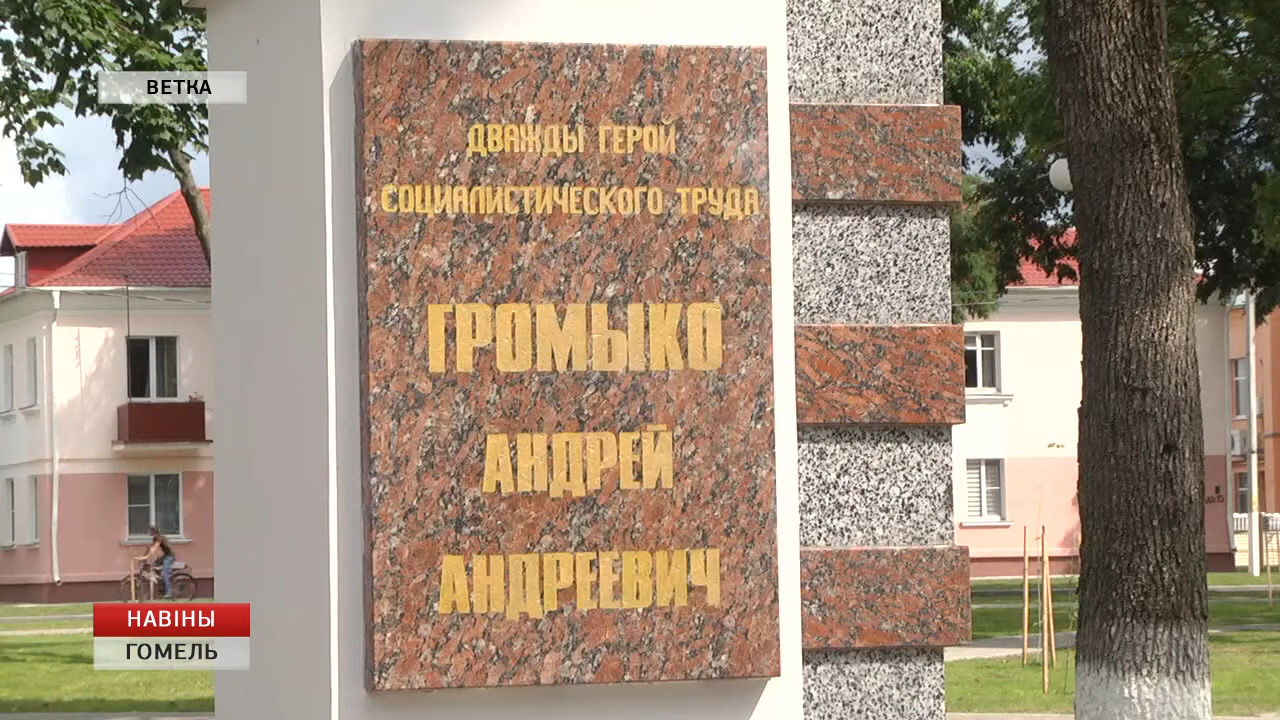 ВЕТКА
ДВАЖДЫ ГЕРОЙ
СОЦИАЛИСТИЧЕСКОГО ТРУДА
ГРОМЫКО
АНДРЕЙ
АНДРЕЕВИЧ
НАВІНЫ
ГОМЕЛЬ